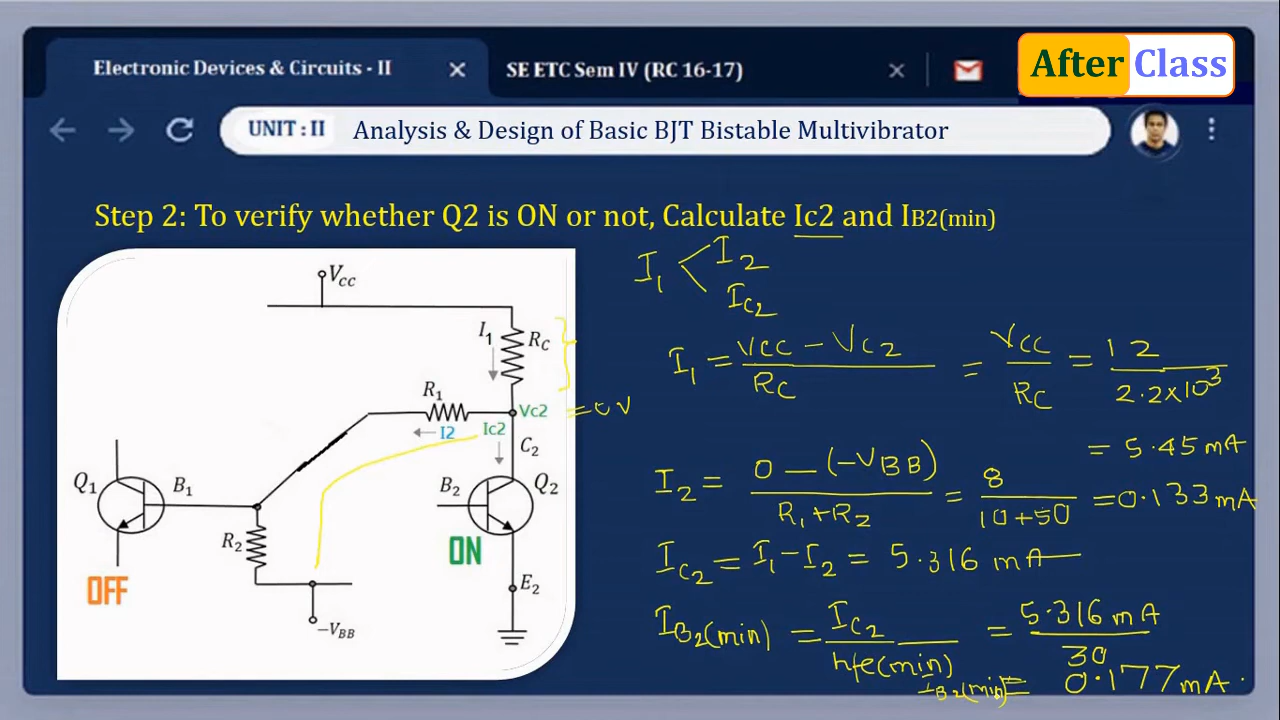 Electronic Devices & Circuits - II
SE ETC Sem IV (RC 16-17)
After Class
UNIT : II Analysis & Design of Basic BJT Bistable Multivibrator
Step 2: To verify whether Q2 is ON or not, Calculate Ic2 and IB2(min)
I1 < I2
IC2
VCC
I1 RC
I1 = VCC - VC2 / RC = VCC / RC = 12 / 2.2x10³
= 5.45 mA
R1
Vc2 = 0V
I2 Ic2
C2
Q1 B1
B2 Q2
I2 = 0 - (-VBB) / R1+R2 = 8 / 10+50 = 0.133 mA
R2
ON
IC2 = I1 - I2 = 5.316 mA
OFF
E2
-VBB
IB2(min) = IC2 / hfe(min) = 5.316 mA / 30
IB2(min) = 0.177 mA.